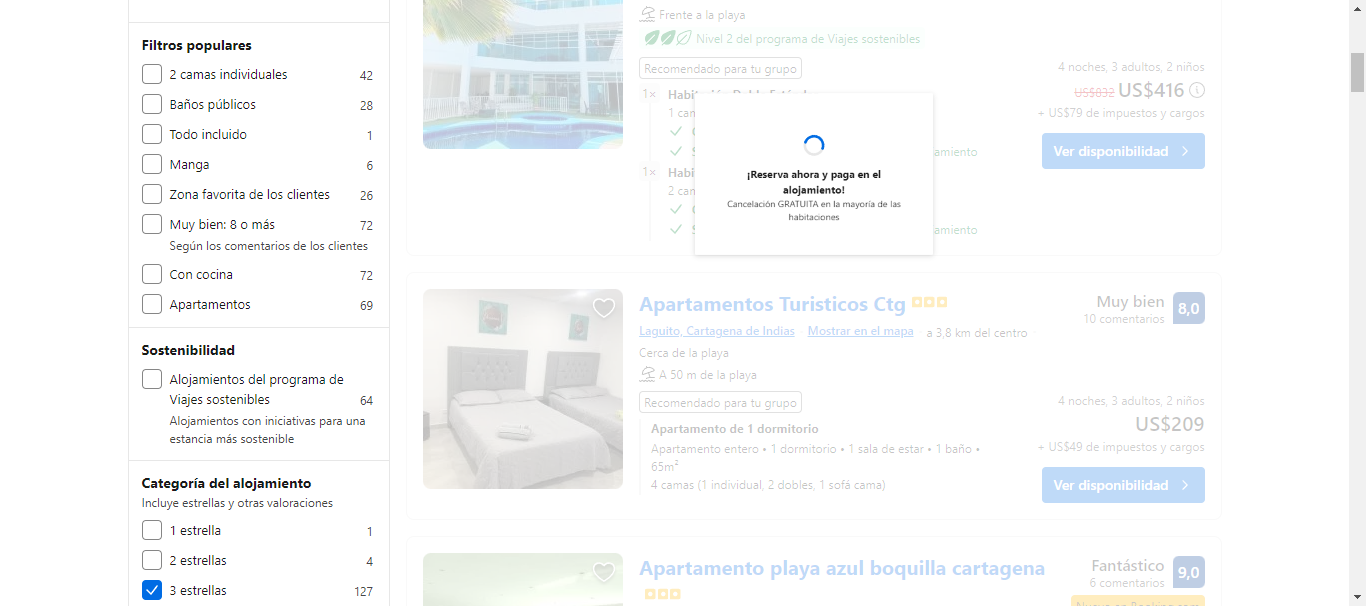 Filtros populares
2 camas individuales 42
Baños públicos 28
Todo incluido 1
Manga 6
Zona favorita de los clientes 26
Muy bien: 8 o más 72
Según los comentarios de los clientes
Con cocina 72
Apartamentos 69
Sostenibilidad
Alojamientos del programa de
Viajes sostenibles 64
Alojamientos con iniciativas para una
estancia más sostenible
Categoría del alojamiento
Incluye estrellas y otras valoraciones
1 estrella 1
2 estrellas 4
3 estrellas 127
Frente a la playa
Nivel 2 del programa de Viajes sostenibles
Recomendado para tu grupo
1×
1 cam
1×
2 cam
4 noches, 3 adultos, 2 niños
US$832 US$416
+ US$79 de impuestos y cargos
Ver disponibilidad
¡Reserva ahora y paga en el
alojamiento!
Cancelación GRATUITA en la mayoría de las
habitaciones
Apartamentos Turisticos Ctg
Laguito, Cartagena de Indias Mostrar en el mapa a 3,8 km del centro
Cerca de la playa
A 50 m de la playa
Recomendado para tu grupo
Apartamento de 1 dormitorio
Apartamento entero • 1 dormitorio • 1 sala de estar • 1 baño •
65m²
4 camas (1 individual, 2 dobles, 1 sofá cama)
Muy bien 8,0
10 comentarios
4 noches, 3 adultos, 2 niños
US$209
+ US$49 de impuestos y cargos
Ver disponibilidad
Apartamento playa azul boquilla cartagena
Fantástico 9,0
6 comentarios
Nuevo en Booking.com